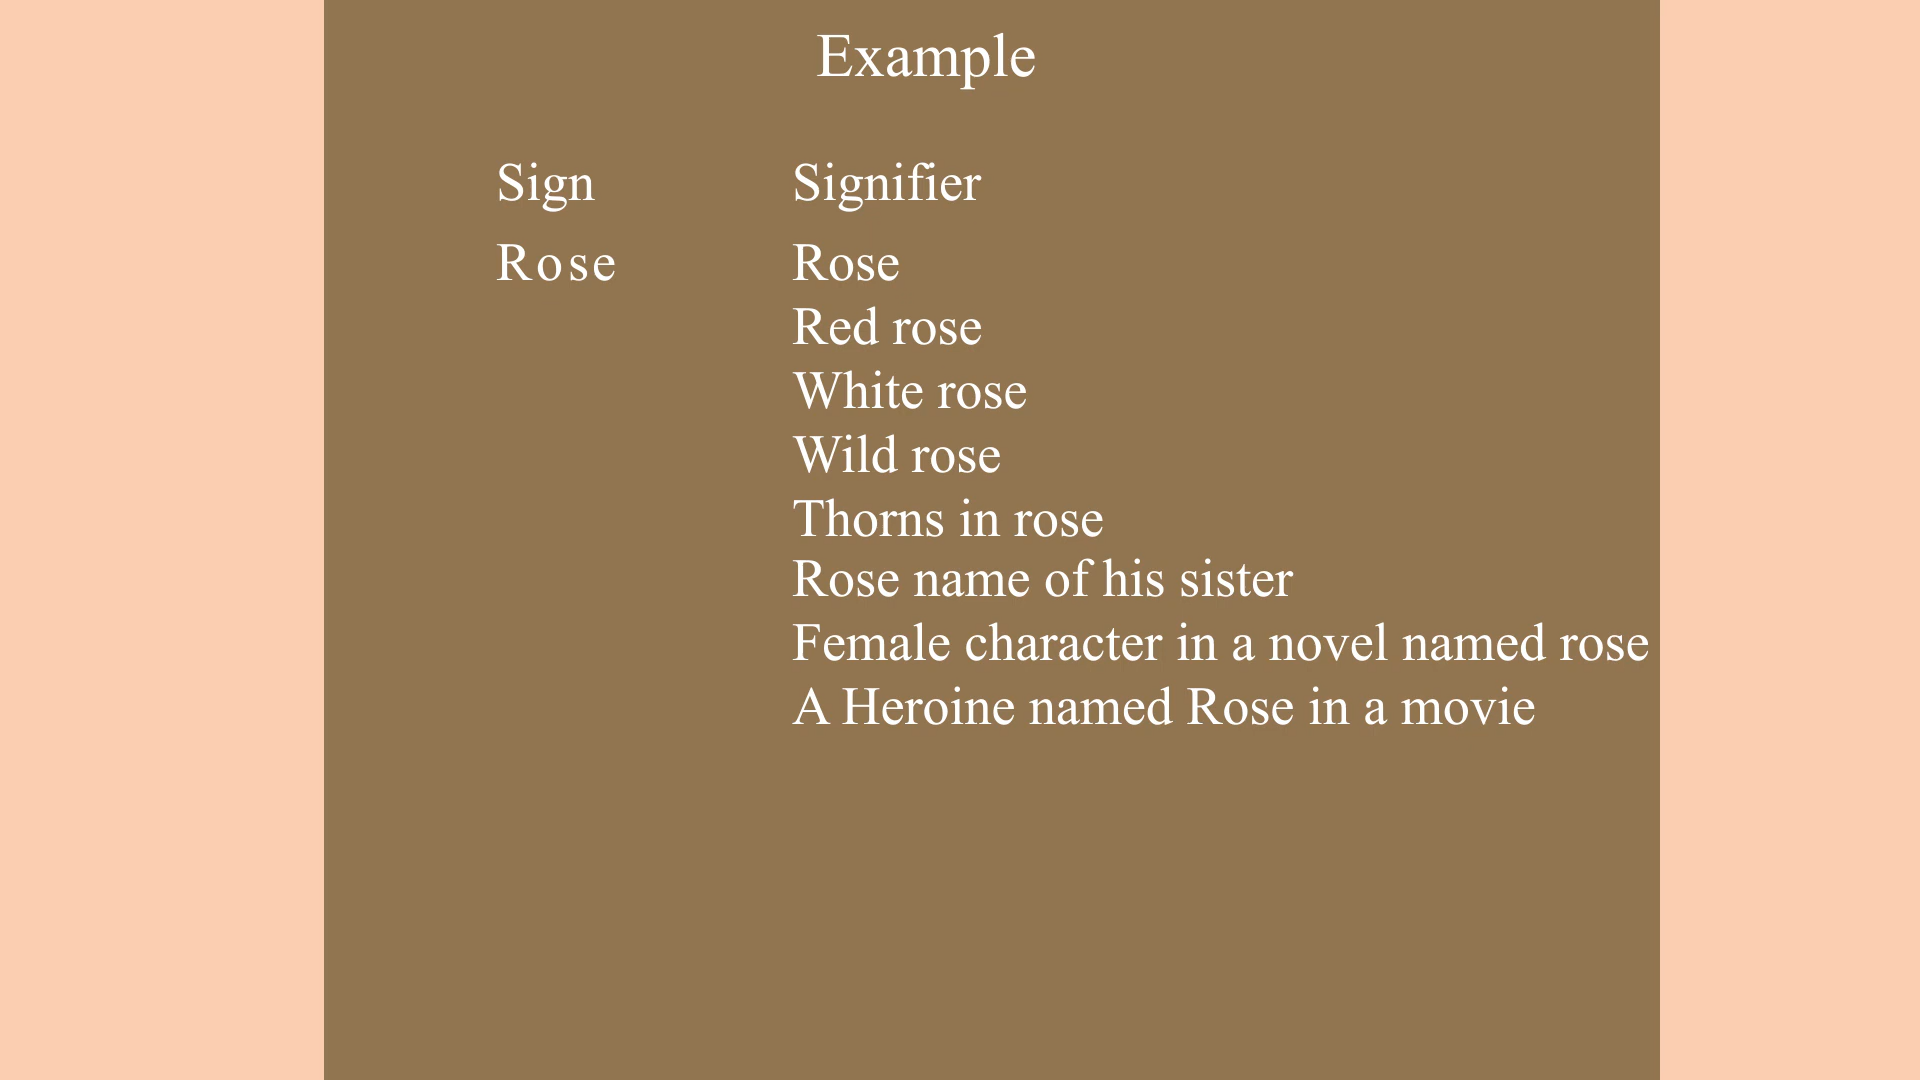 Example
Sign Signifier
Rose Rose
Red rose
White rose
Wild rose
Thorns in rose
Rose name of his sister
Female character in a novel named rose
A Heroine named Rose in a movie